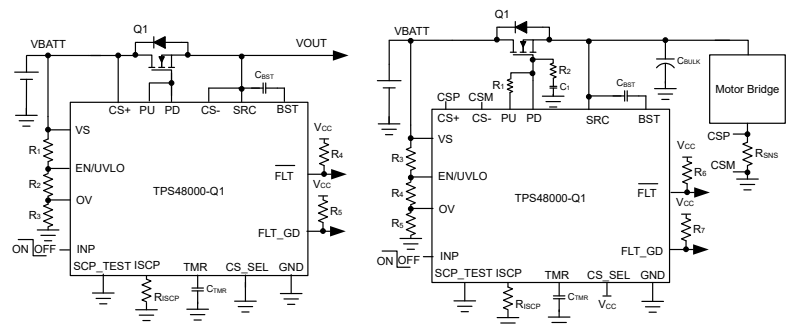 Q1
VBATT
VOUT
CBST
CS+ PU PD CS- SRC BST
VS
R1
EN/UVLO
R2
OV
R3
ON OFF
INP
TPS48000-Q1
VCC
R4
FLT
VCC
R5
FLT_GD
SCP_TEST ISCP TMR CS_SEL GND
RISCP
CTMR
Q1
VBATT
R2
C1
R1
CBULK
Motor Bridge
CSP CSM
CBST
CS+ CS- PU PD SRC BST
CSP
RSNS
CSM
VS
R3
EN/UVLO
R4
OV
R5
ON OFF
INP
TPS48000-Q1
VCC
R6
FLT
VCC
R7
FLT_GD
SCP_TEST ISCP TMR CS_SEL GND
RISCP
CTMR
VCC